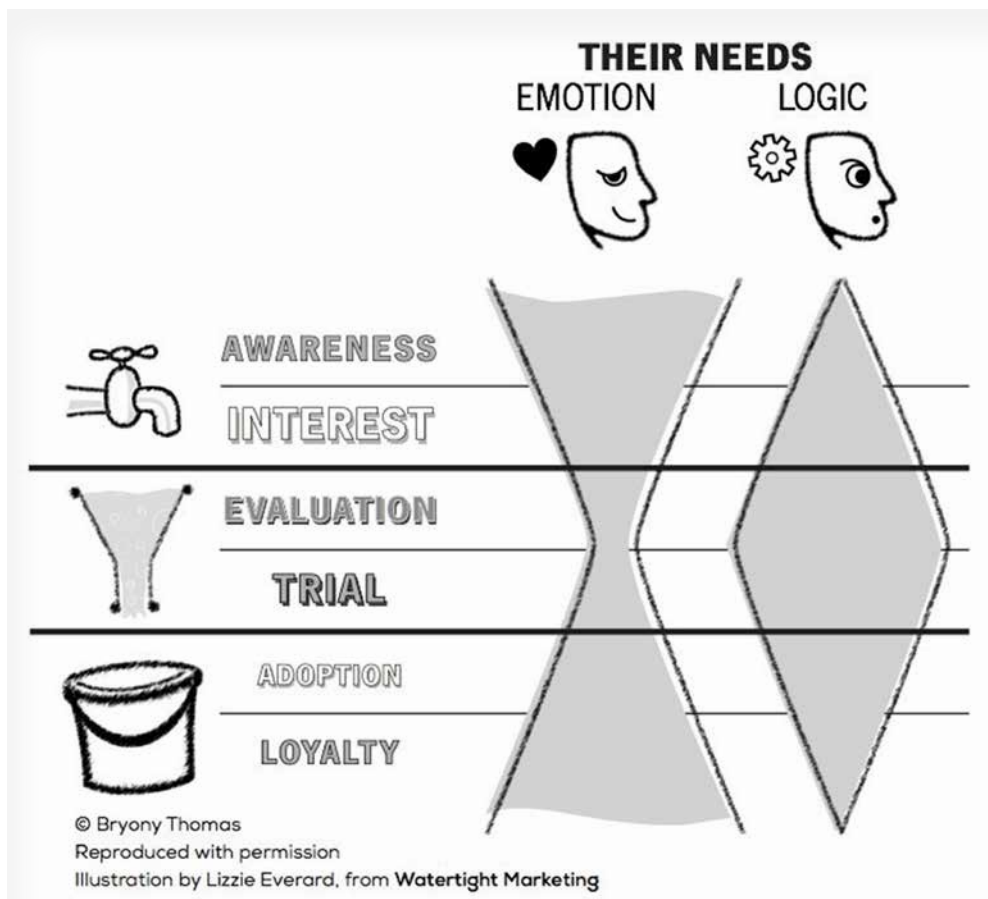 THEIR NEEDS
EMOTION
LOGIC
AWARENESS
INTEREST
EVALUATION
TRIAL
ADOPTION
LOYALTY
© Bryony Thomas
Reproduced with permission
Illustration by Lizzie Everard, from Watertight Marketing